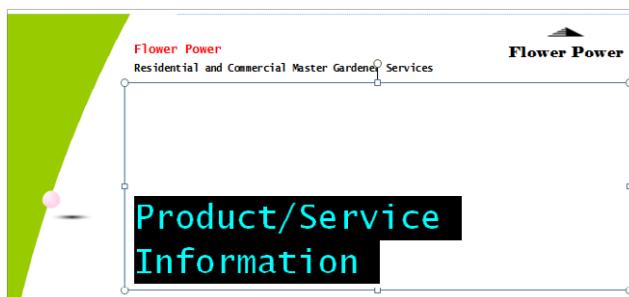 Flower Power
Flower Power
Residential and Commercial Master Gardener Services
Product/Service
Information